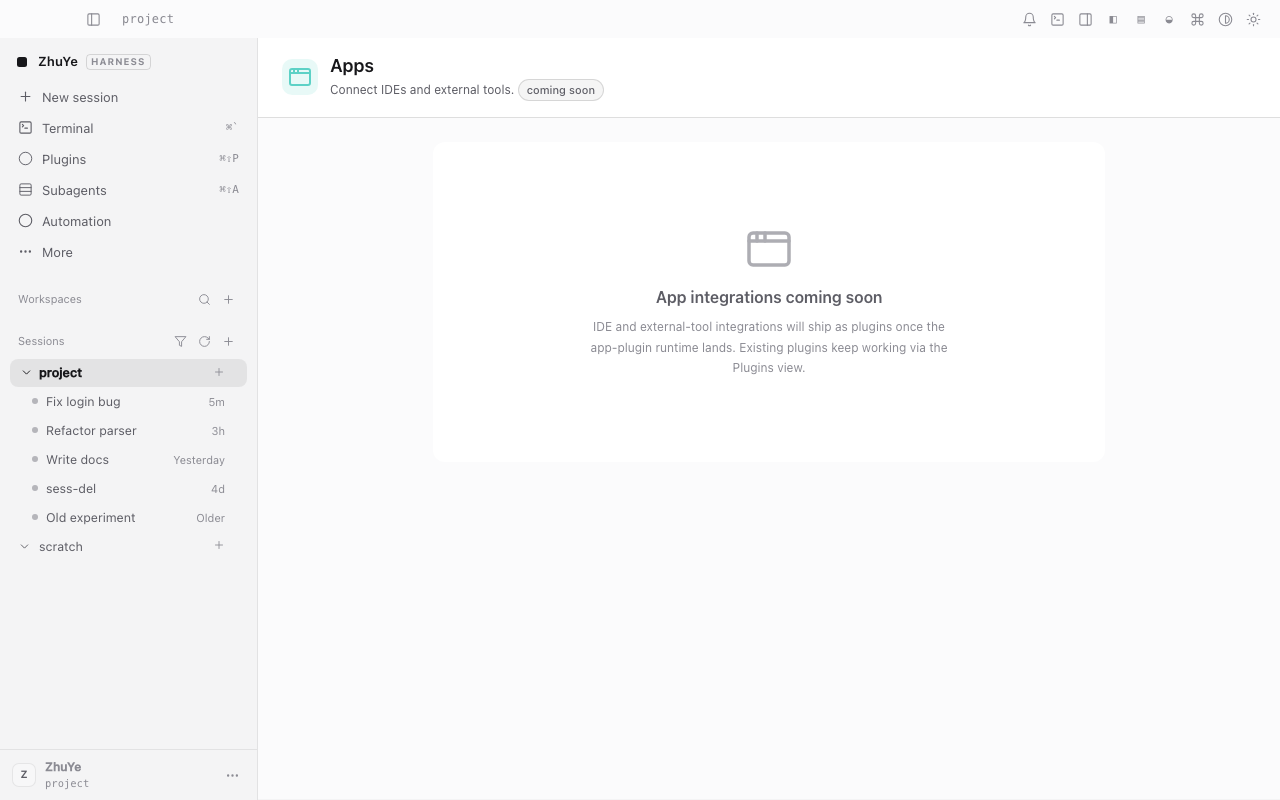 project
ZhuYe HARNESS
New session
Terminal ⌘`
Plugins ⌘⇧P
Subagents ⌘⇧A
Automation
More
Workspaces
Sessions
project
Fix login bug 5m
Refactor parser 3h
Write docs Yesterday
sess-del 4d
Old experiment Older
scratch
Z
ZhuYe
project
Apps
Connect IDEs and external tools. coming soon
App integrations coming soon
IDE and external-tool integrations will ship as plugins once the
app-plugin runtime lands. Existing plugins keep working via the
Plugins view.